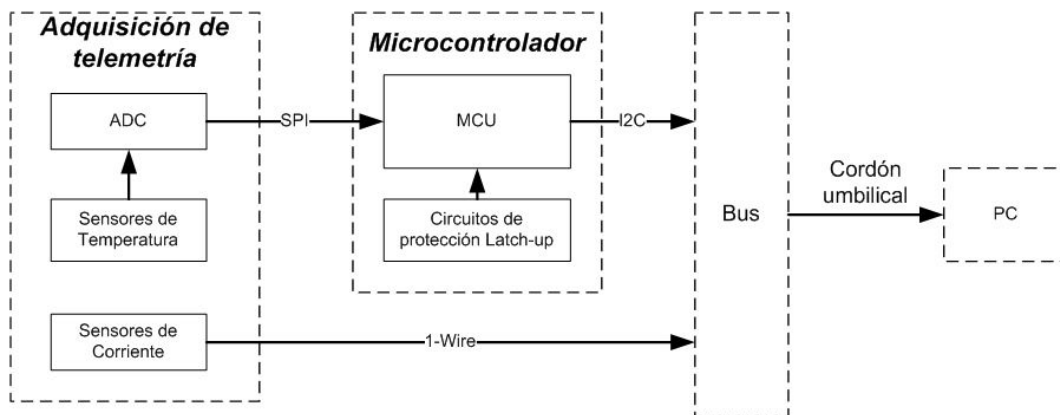 Adquisición de
telemetría
ADC
Sensores de
Temperatura
Sensores de
Corriente
SPI
Microcontrolador
MCU
Circuitos de
protección Latch-up
I2C
1-Wire
Bus
Cordón
umbilical
PC